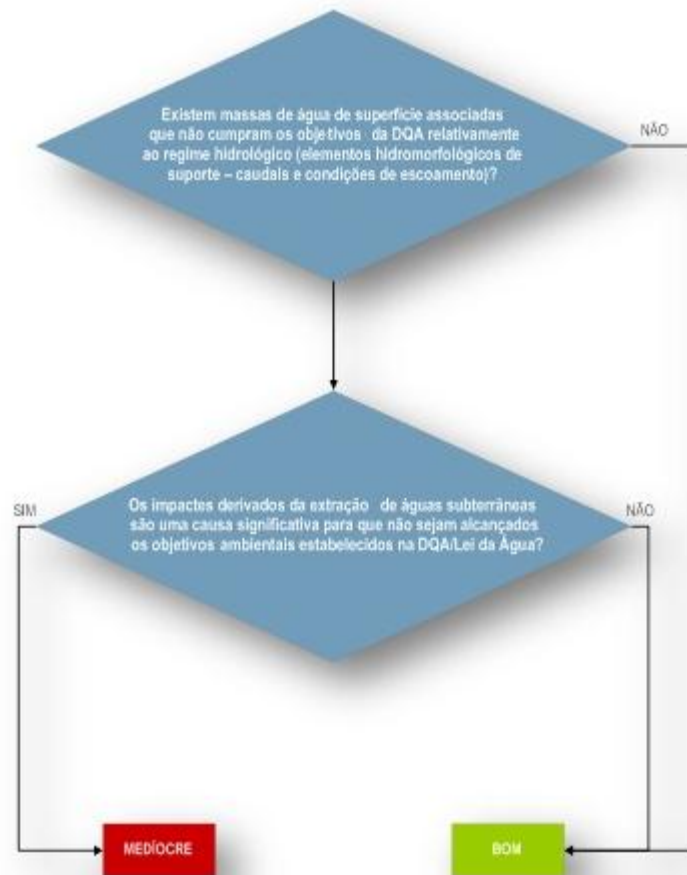 Existem massas de água de superfície associadas
que não cumpram os objetivos da DQA relativamente
ao regime hidrológico (elementos hidromorfológicos de
suporte – caudais e condições de escoamento)?
NÃO
Os impactes derivados da extração de águas subterrâneas
são uma causa significativa para que não sejam alcançados
os objetivos ambientais estabelecidos na DQA/Lei da Água?
SIM
NÃO
MEDÍOCRE
BOM